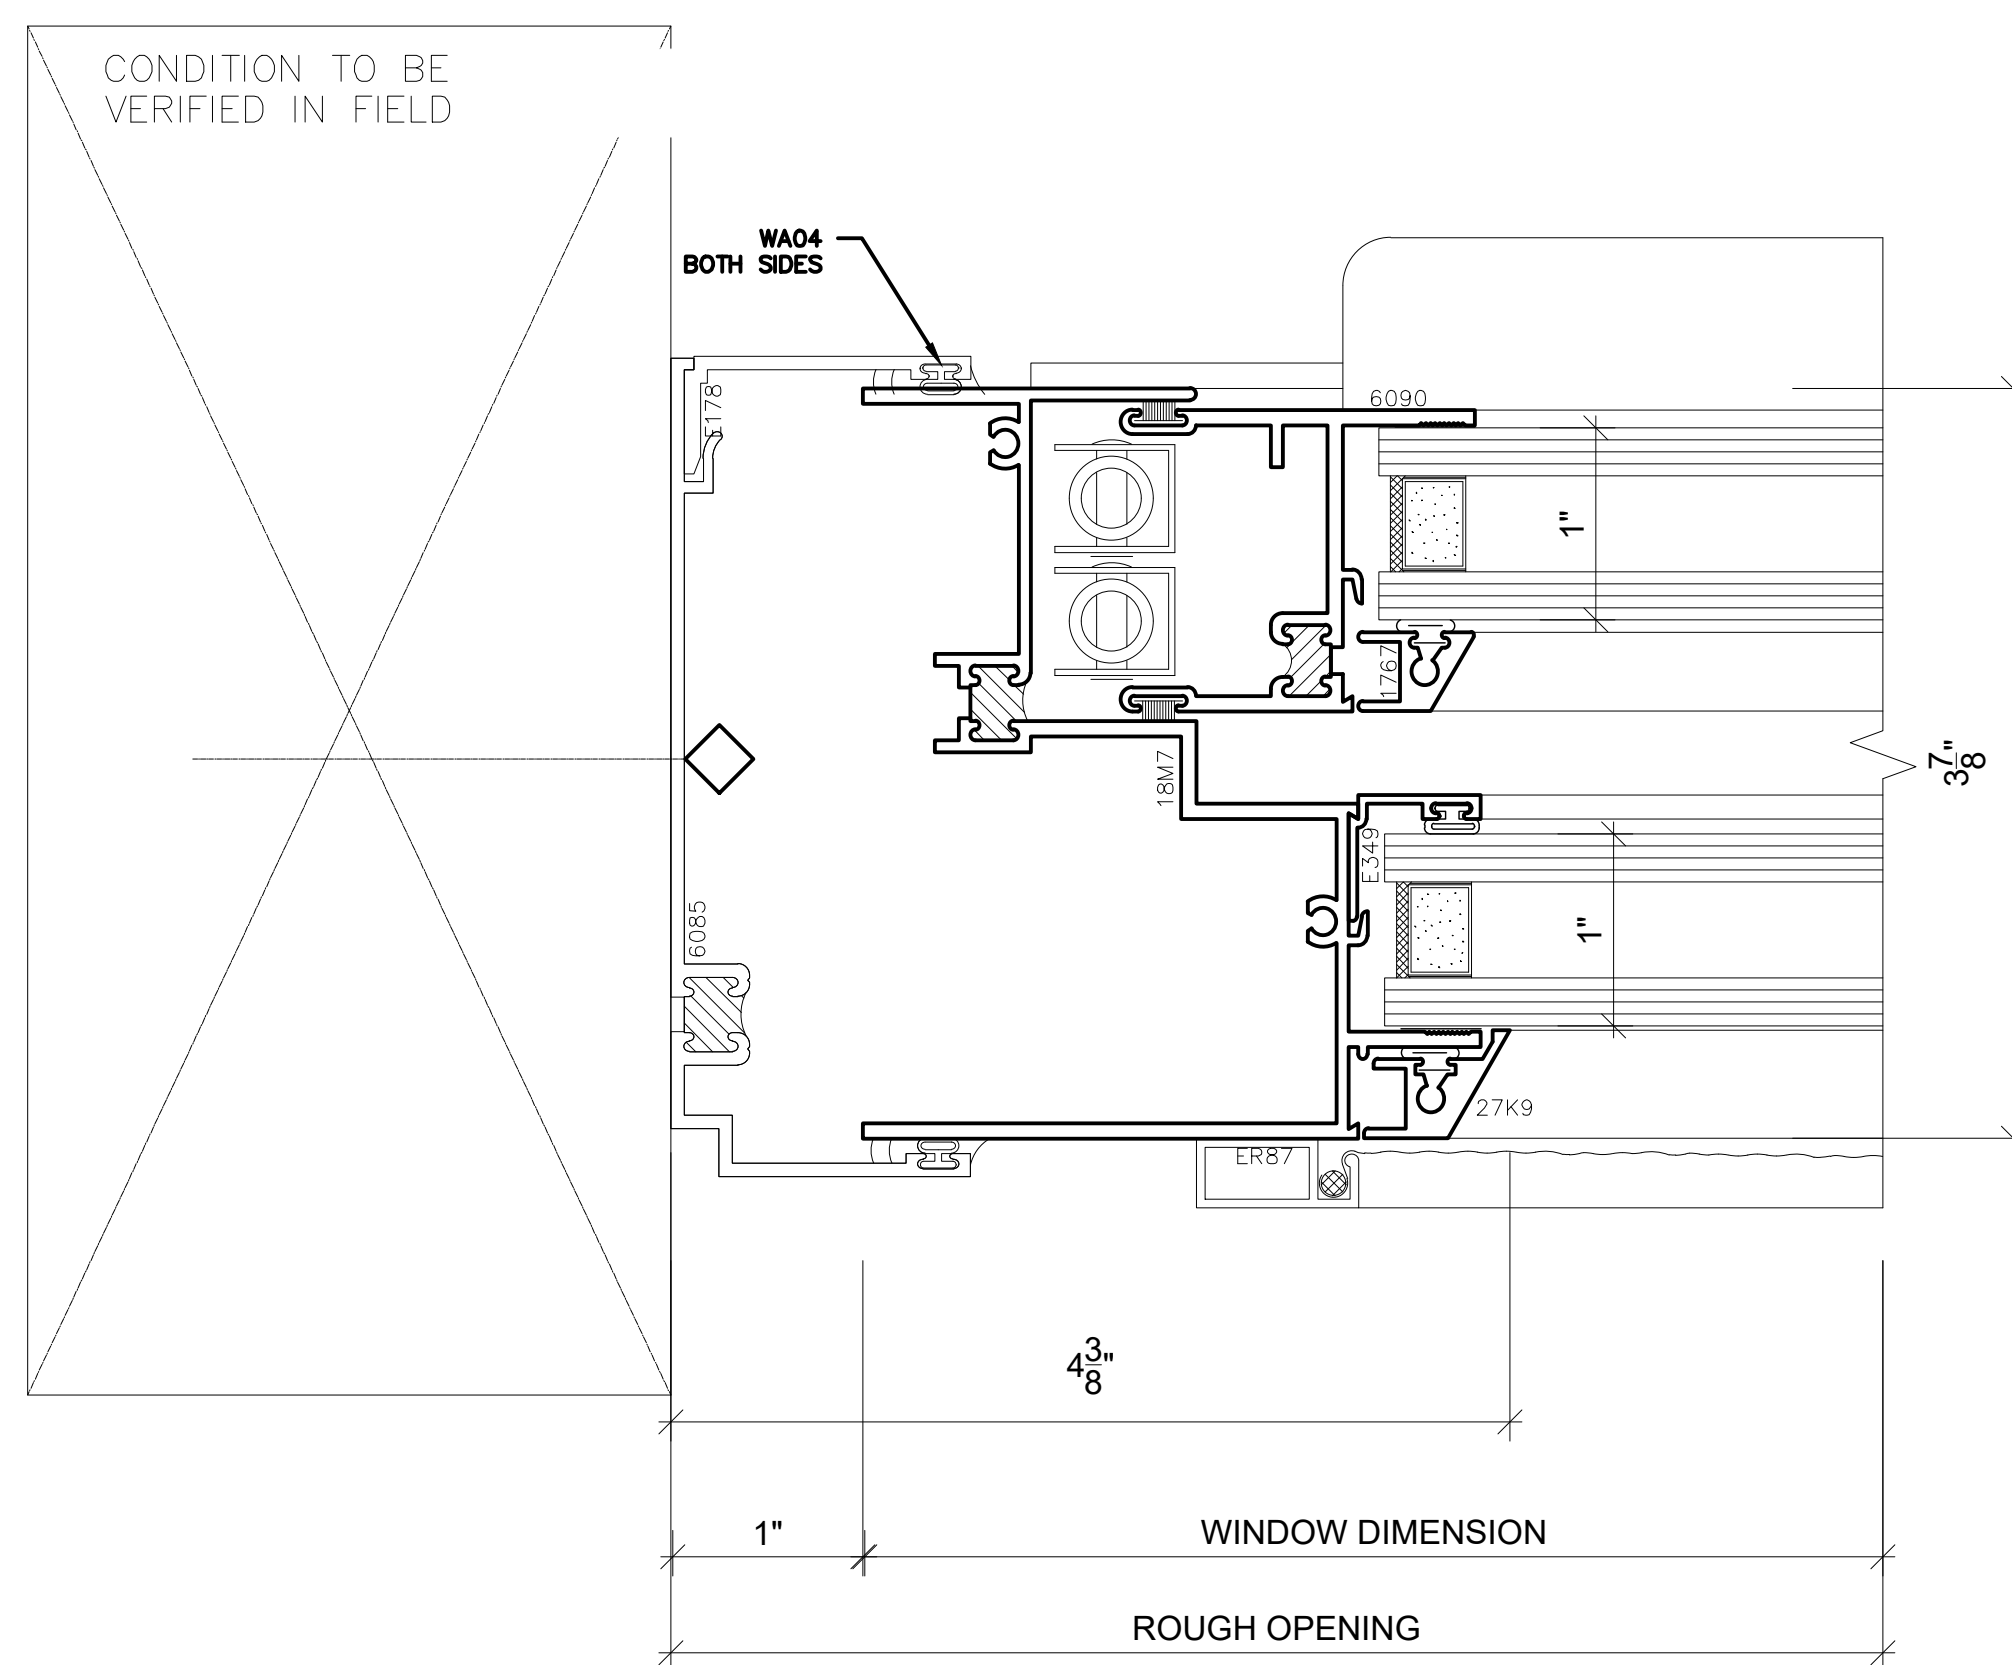 CONDITION TO BE
VERIFIED IN FIELD
WA04
BOTH SIDES
E178
6090
1"
1767
18M7
3 7/8"
E349
6085
1"
27K9
ER87
4 3/8"
1"
WINDOW DIMENSION
ROUGH OPENING